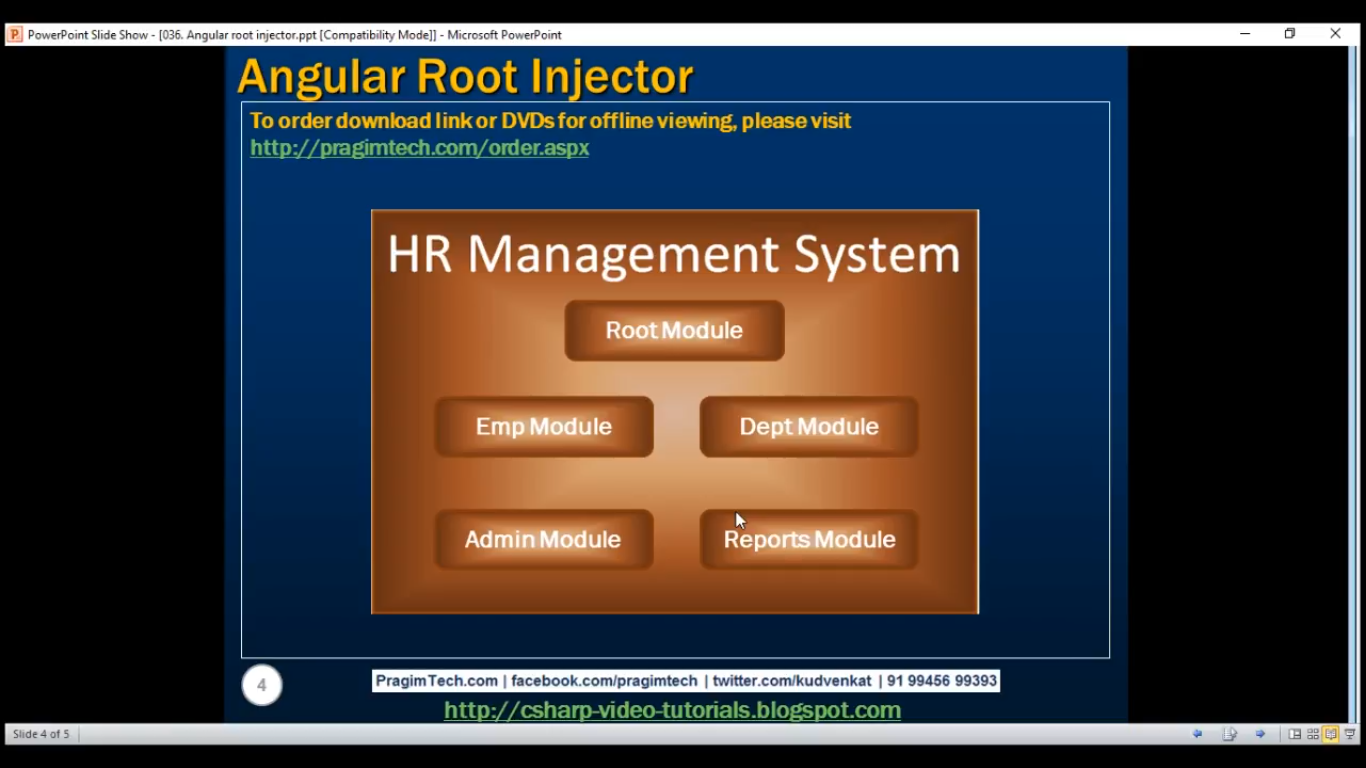 PowerPoint Slide Show - [036. Angular root injector.ppt [Compatibility Mode]] - Microsoft PowerPoint
Angular Root Injector
To order download link or DVDs for offline viewing, please visit
http://pragimtech.com/order.aspx
HR Management System
Root Module
Emp Module
Dept Module
Admin Module
Reports Module
4
PragimTech.com | facebook.com/pragimtech | twitter.com/kudvenkat | 91 99456 99393
http://csharp-video-tutorials.blogspot.com
Slide 4 of 5